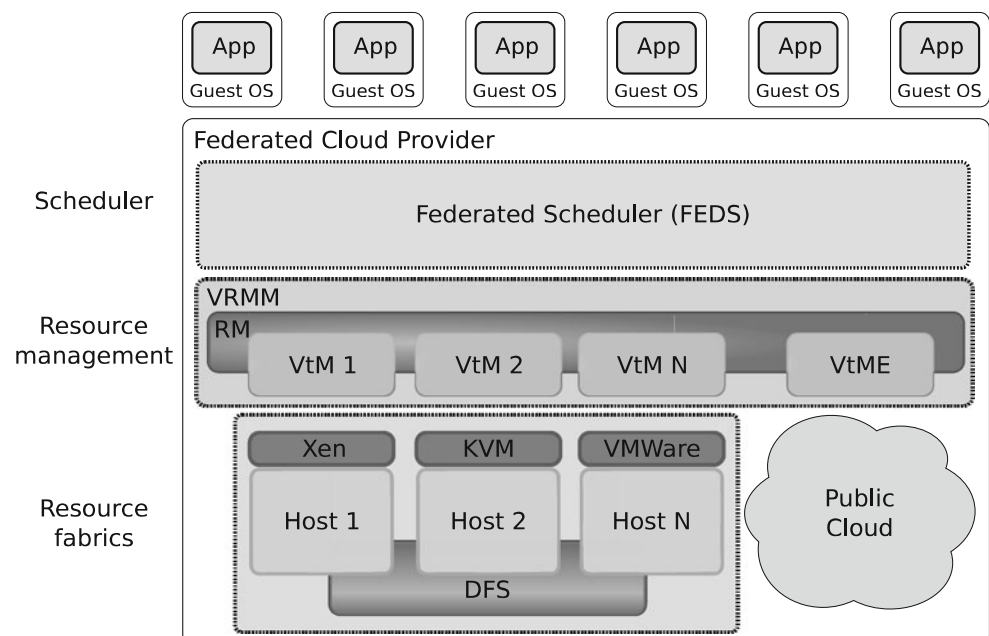 App App App App App App
Guest OS Guest OS Guest OS Guest OS Guest OS Guest OS
Federated Cloud Provider
Scheduler
Federated Scheduler (FEDS)
VRMM
Resource
management
RM
VtM 1 VtM 2 VtM N VtME
Xen KVM VMWare
Resource
fabrics
Host 1 Host 2 Host N
Public
Cloud
DFS